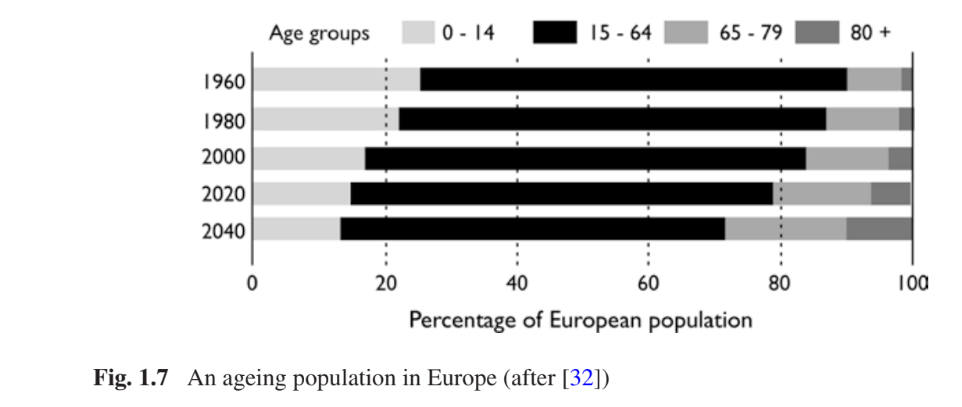 Age groups 0 - 14 15 - 64 65 - 79 80 +
1960
1980
2000
2020
2040
0 20 40 60 80 100
Percentage of European population
Fig. 1.7 An ageing population in Europe (after [32])